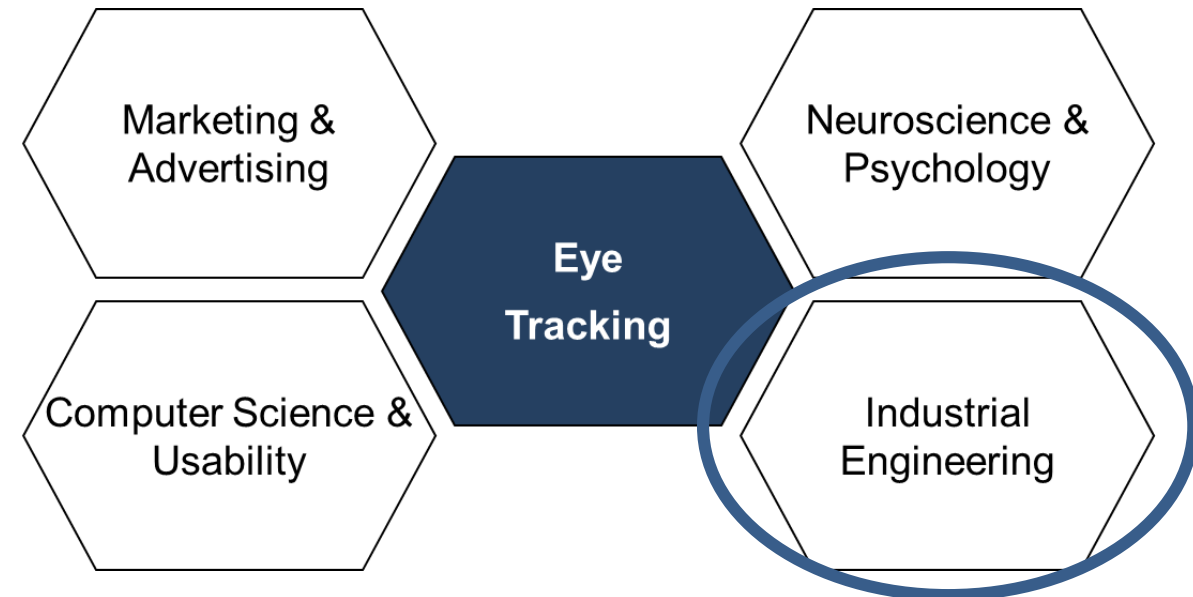 Marketing &
Advertising
Neuroscience &
Psychology
Eye
Tracking
Computer Science &
Usability
Industrial
Engineering